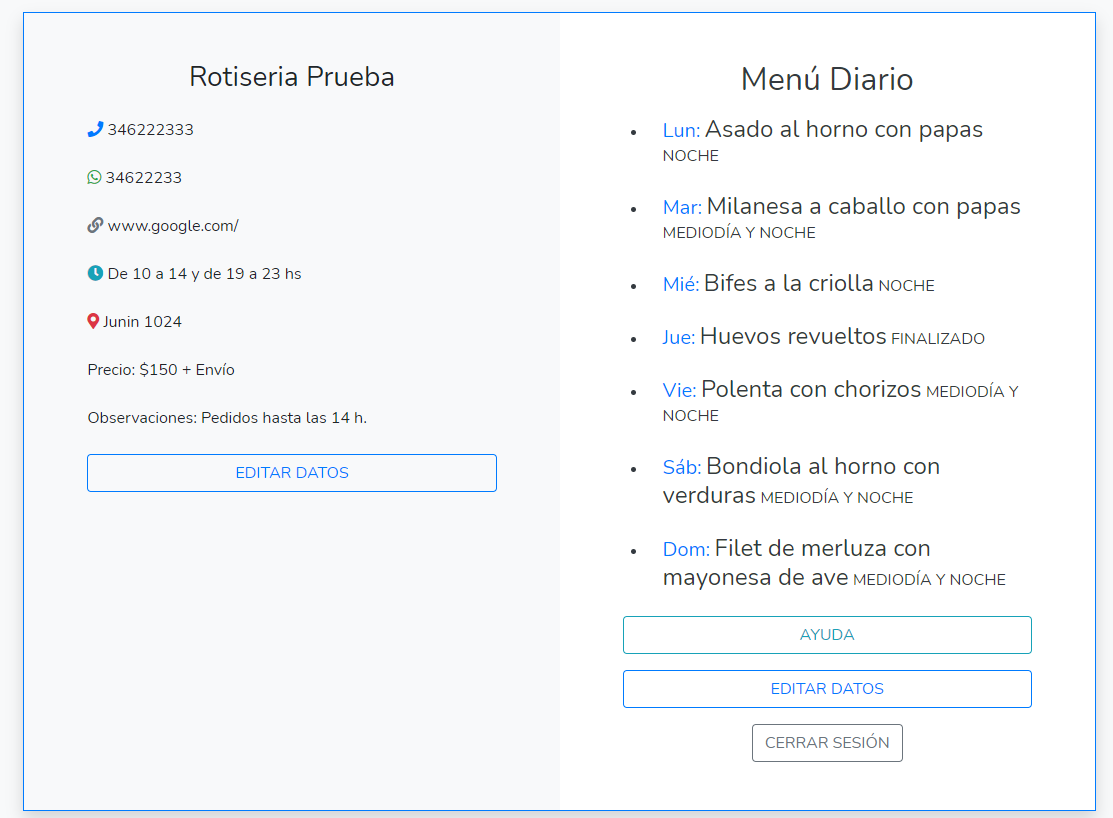 Rotiseria Prueba
346222333
34622233
www.google.com/
De 10 a 14 y de 19 a 23 hs
Junin 1024
Precio: $150 + Envío
Observaciones: Pedidos hasta las 14 h.
EDITAR DATOS
Menú Diario
Lun: Asado al horno con papas
NOCHE
Mar: Milanesa a caballo con papas
MEDIODÍA Y NOCHE
Mié: Bifes a la criolla NOCHE
Jue: Huevos revueltos FINALIZADO
Vie: Polenta con chorizos MEDIODÍA Y
NOCHE
Sáb: Bondiola al horno con
verduras MEDIODÍA Y NOCHE
Dom: Filet de merluza con
mayonesa de ave MEDIODÍA Y NOCHE
AYUDA
EDITAR DATOS
CERRAR SESIÓN